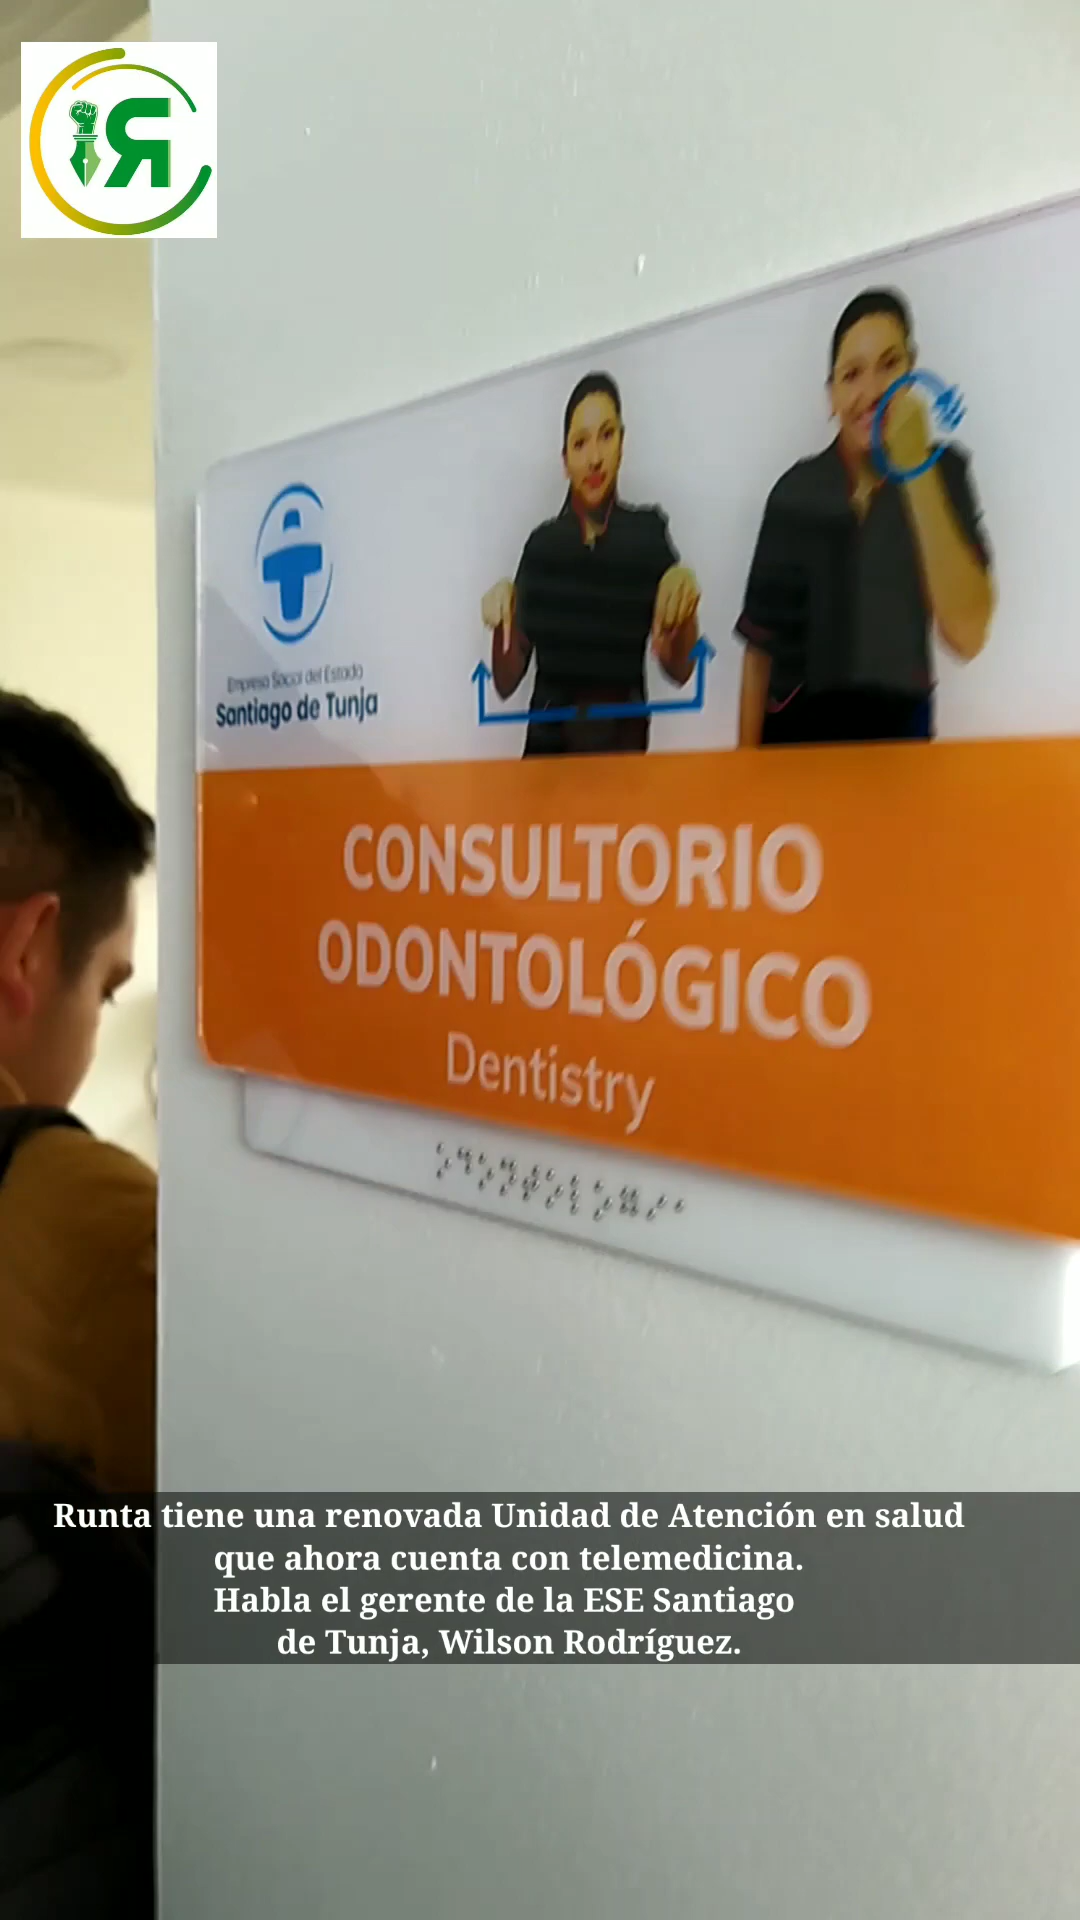 Empresa Social del Estado
Santiago de Tunja
CONSULTORIO
ODONTOLÓGICO
Dentistry
Runta tiene una renovada Unidad de Atención en salud
que ahora cuenta con telemedicina.
Habla el gerente de la ESE Santiago
de Tunja, Wilson Rodríguez.